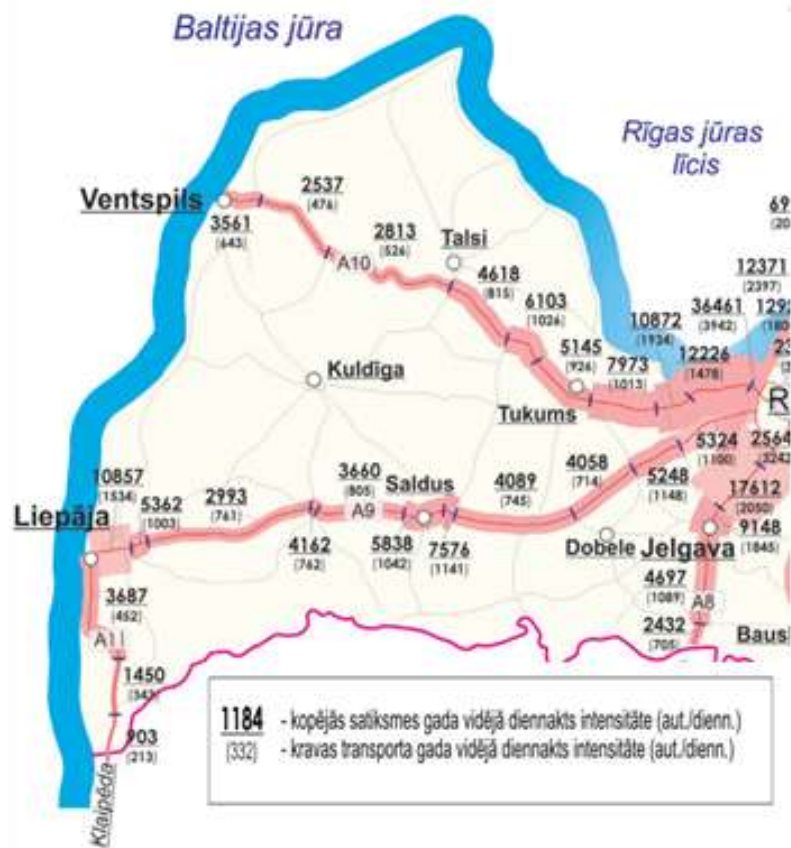 Baltijas jūra
Rīgas jūras
līcis
Ventspils
3561
(643)
2537
(476)
2813
(526)
A10
Talsi
4618
(815)
6103
(1026)
5145
(926)
7973
(1013)
10872
(1934)
36461
(3942)
12371
(2397)
12226
(1478)
Tukums
Kuldīga
R
5324
(1100)
5248
(1148)
4058
(714)
4089
(745)
Saldus
3660
(805)
A9
5838
(1042)
7576
(1141)
4162
(762)
2993
(761)
5362
(1003)
10857
(1534)
Liepāja
3687
(452)
A11
1450
903
(213)
Klaipēda
Dobele
Jelgava
17612
(2050)
9148
(1845)
4697
(1089)
A8
2432
(705)
Bausk
1184 - kopējās satiksmes gada vidējā diennakts intensitāte (aut./dienn.)
(332) - kravas transporta gada vidējā diennakts intensitāte (aut./dienn.)